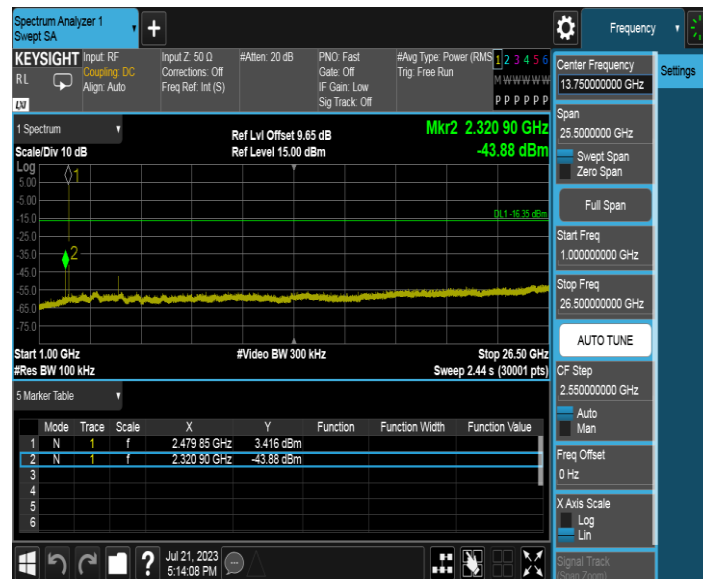 Spectrum Analyzer 1
Swept SA
+
Frequency
Settings
KEYSIGHT
RL
LXI
Input: RF
Coupling: DC
Align: Auto
Input Z: 50 Ω
Corrections: Off
Freq Ref: Int (S)
#Atten: 20 dB
PNO: Fast
Gate: Off
IF Gain: Low
Sig Track: Off
#Avg Type: Power (RMS
Trig: Free Run
1 2 3 4 5 6
M W W W W W
P P P P P P
1 Spectrum
Scale/Div 10 dB
Log
Ref Lvl Offset 9.65 dB
Ref Level 15.00 dBm
Mkr2 2.320 90 GHz
-43.88 dBm
5.00
-5.00
-15.0
-25.0
-35.0
-45.0
-55.0
-65.0
-75.0
1
2
DL1 -16.35 dBm
Start 1.00 GHz
#Video BW 300 kHz
Stop 26.50 GHz
#Res BW 100 kHz
Sweep 2.44 s (30001 pts)
5 Marker Table
Mode Trace Scale X Y Function Function Width Function Value
1 N 1 f 2.479 85 GHz 3.416 dBm
2 N 1 f 2.320 90 GHz -43.88 dBm
3
4
5
6
Jul 21, 2023
5:14:08 PM
?
Center Frequency
13.750000000 GHz
Span
25.5000000 GHz
Swept Span
Zero Span
Full Span
Start Freq
1.000000000 GHz
Stop Freq
26.500000000 GHz
AUTO TUNE
CF Step
2.550000000 GHz
Auto
Man
Freq Offset
0 Hz
X Axis Scale
Log
Lin
Signal Track
(Span Zoom)